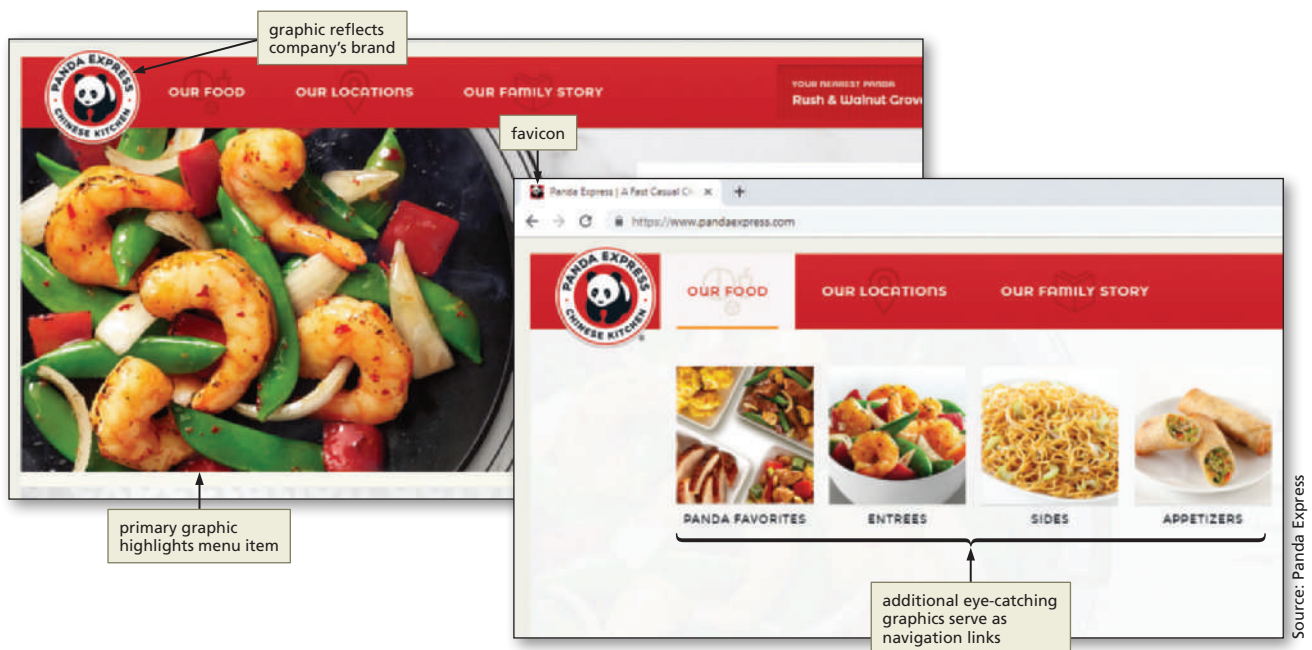 graphic reflects
company's brand
PANDA EXPRESS
CHINESE KITCHEN
OUR FOOD OUR LOCATIONS OUR FAMILY STORY
YOUR NEAREST PANDA
Rush & Walnut Grove
favicon
Panda Express | A Fast Casual Ch
https://www.pandaexpress.com
PANDA EXPRESS
CHINESE KITCHEN
OUR FOOD OUR LOCATIONS OUR FAMILY STORY
PANDA FAVORITES ENTREES SIDES APPETIZERS
primary graphic
highlights menu item
additional eye-catching
graphics serve as
navigation links
Source: Panda Express